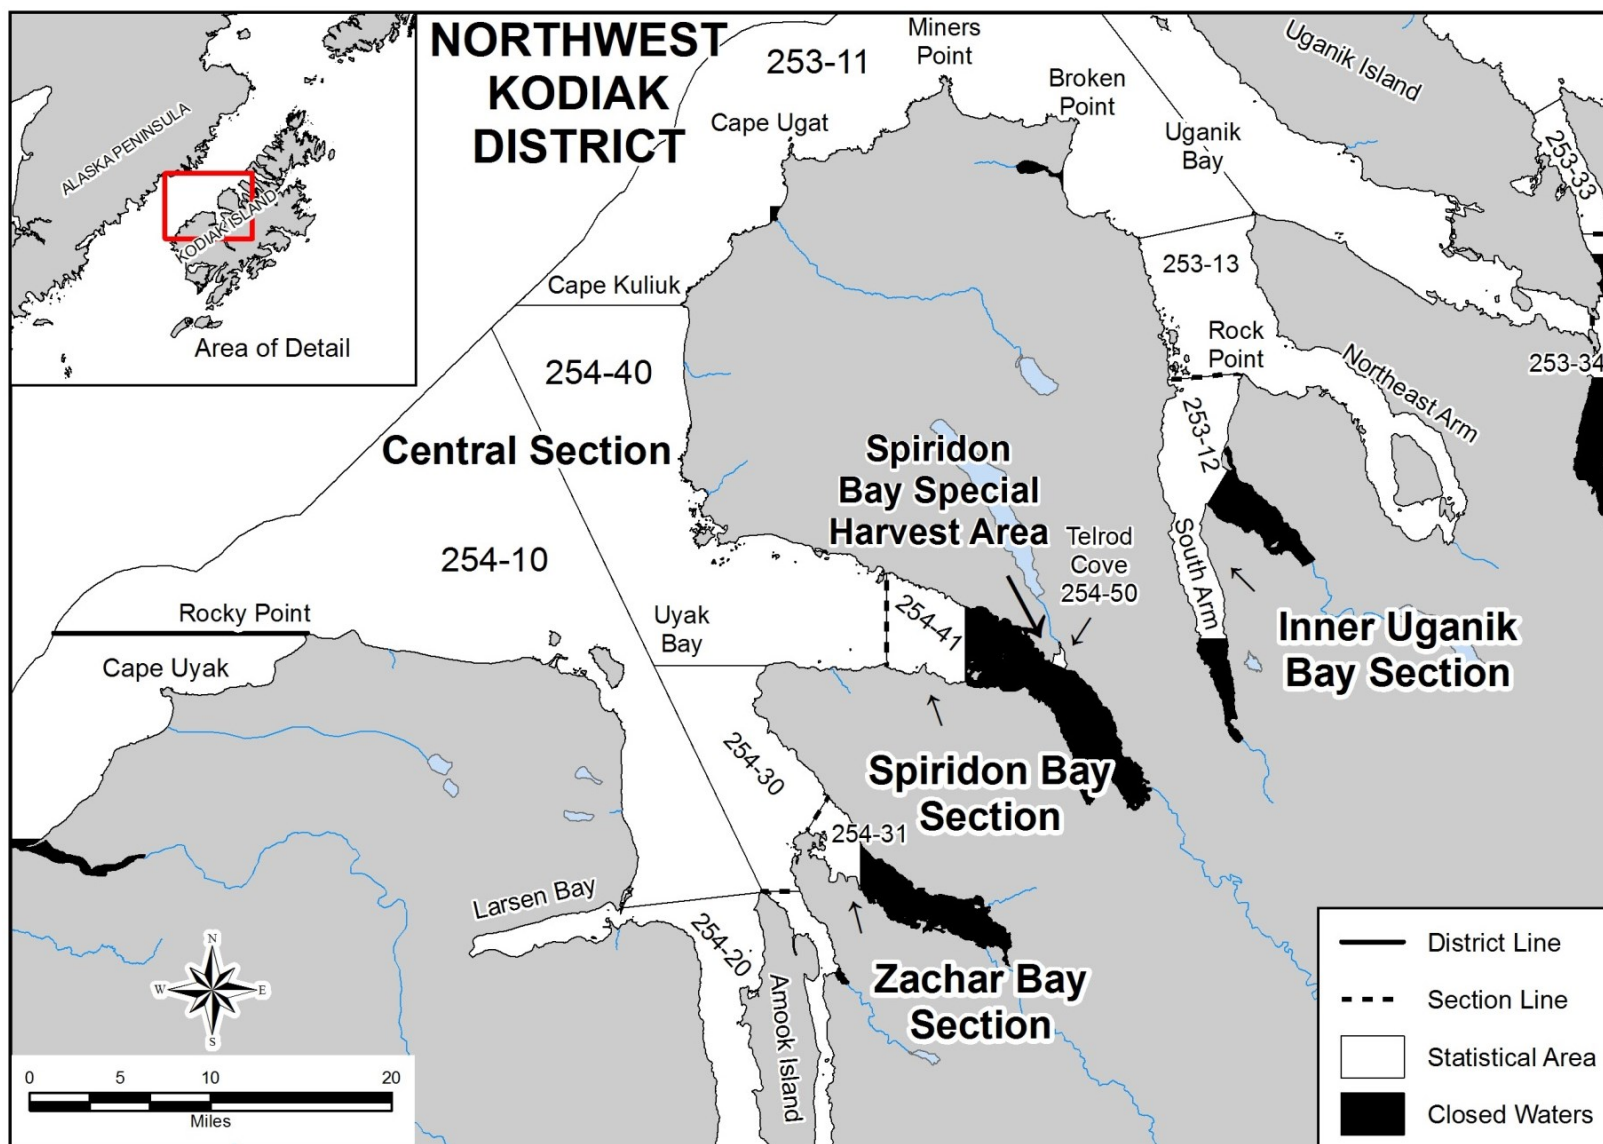 NORTHWEST
KODIAK
DISTRICT
ALASKA PENINSULA
KODIAK ISLAND
Area of Detail
253-11
Miners
Point
Broken
Point
Cape Ugat
Uganik
Bay
Uganik Island
253-33
253-13
Cape Kuliuk
Rock
Point
Northeast Arm
253-34
254-40
253-12
Central Section
Spiridon
Bay Special
Harvest Area
Telrod
Cove
254-50
South Arm
254-10
Rocky Point
Cape Uyak
Uyak
Bay
254-41
Inner Uganik
Bay Section
254-30
Spiridon Bay
Section
254-31
Larsen Bay
254-20
Amook Island
Zachar Bay
Section
N
W
E
S
0 5 10 20
Miles
District Line
Section Line
Statistical Area
Closed Waters